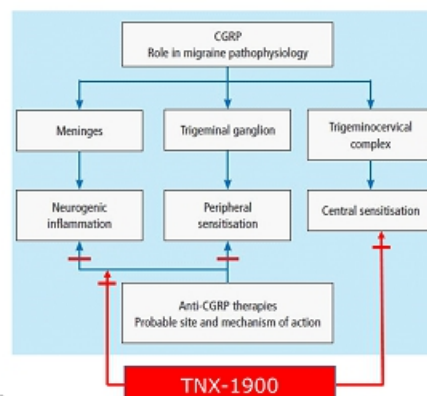 CGRP
Role in migraine pathophysiology
Meninges
Trigeminal ganglion
Trigeminocervical
complex
Neurogenic
inflammation
Peripheral
sensitisation
Central sensitisation
Anti-CGRP therapies
Probable site and mechanism of action
TNX-1900